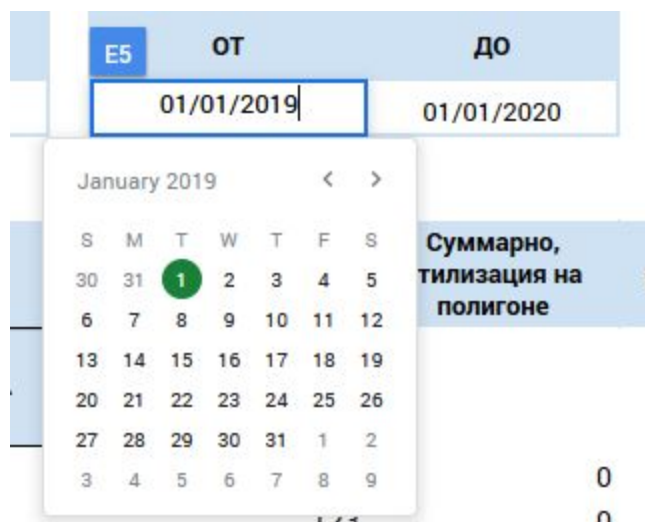 E5 ОТ ДО
01/01/2019 01/01/2020
January 2019 < >
S M T W T F S
30 31 1 2 3 4 5
6 7 8 9 10 11 12
13 14 15 16 17 18 19
20 21 22 23 24 25 26
27 28 29 30 31 1 2
3 4 5 6 7 8 9
Суммарно,
тилизация на
полигоне
0
0